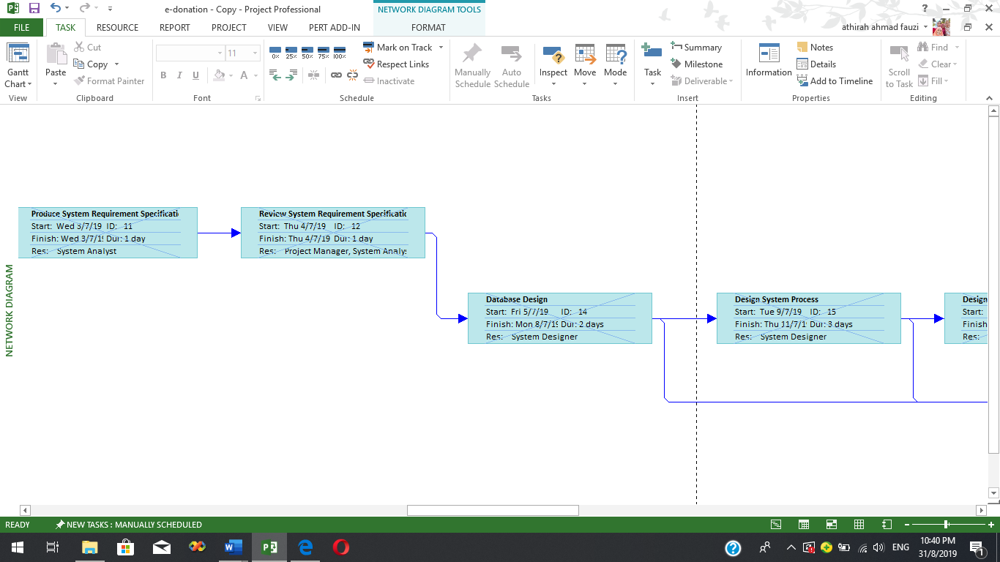 e-donation - Copy - Project Professional
NETWORK DIAGRAM TOOLS
FILE TASK RESOURCE REPORT PROJECT VIEW PERT ADD-IN FORMAT
athirah ahmad fauzi
Gantt Chart
View
Paste
Cut
Copy
Format Painter
Clipboard
11
B I U A
Font
0% 25% 50% 75% 100%
Mark on Track
Respect Links
Inactivate
Schedule
Manually Schedule
Auto Schedule
Inspect
Move
Mode
Tasks
Task
Summary
Milestone
Deliverable
Insert
Information
Notes
Details
Add to Timeline
Properties
Scroll to Task
Find
Clear
Fill
Editing
NETWORK DIAGRAM
Produce System Requirement Specificati
Start: Wed 3/7/19 ID: 11
Finish: Wed 3/7/1 Dur: 1 day
Res: System Analyst
Review System Requirement Specificatio
Start: Thu 4/7/19 ID: 12
Finish: Thu 4/7/19 Dur: 1 day
Res: Project Manager, System Analy
Database Design
Start: Fri 5/7/19 ID: 14
Finish: Mon 8/7/19 Dur: 2 days
Res: System Designer
Design System Process
Start: Tue 9/7/19 ID: 15
Finish: Thu 11/7/1 Dur: 3 days
Res: System Designer
Design
Start:
Finish
Res:
READY
NEW TASKS : MANUALLY SCHEDULED
ENG
10:40 PM
31/8/2019
1